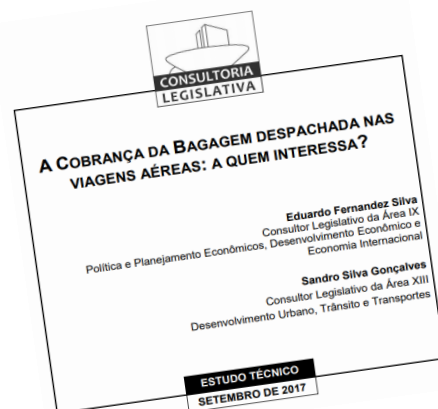 CONSULTORIA
LEGISLATIVA
A COBRANÇA DA BAGAGEM DESPACHADA NAS
VIAGENS AÉREAS: A QUEM INTERESSA?
Eduardo Fernandez Silva
Consultor Legislativo da Área IX
Política e Planejamento Econômicos, Desenvolvimento Econômico e
Economia Internacional
Sandro Silva Gonçalves
Consultor Legislativo da Área XIII
Desenvolvimento Urbano, Trânsito e Transportes
ESTUDO TÉCNICO
SETEMBRO DE 2017